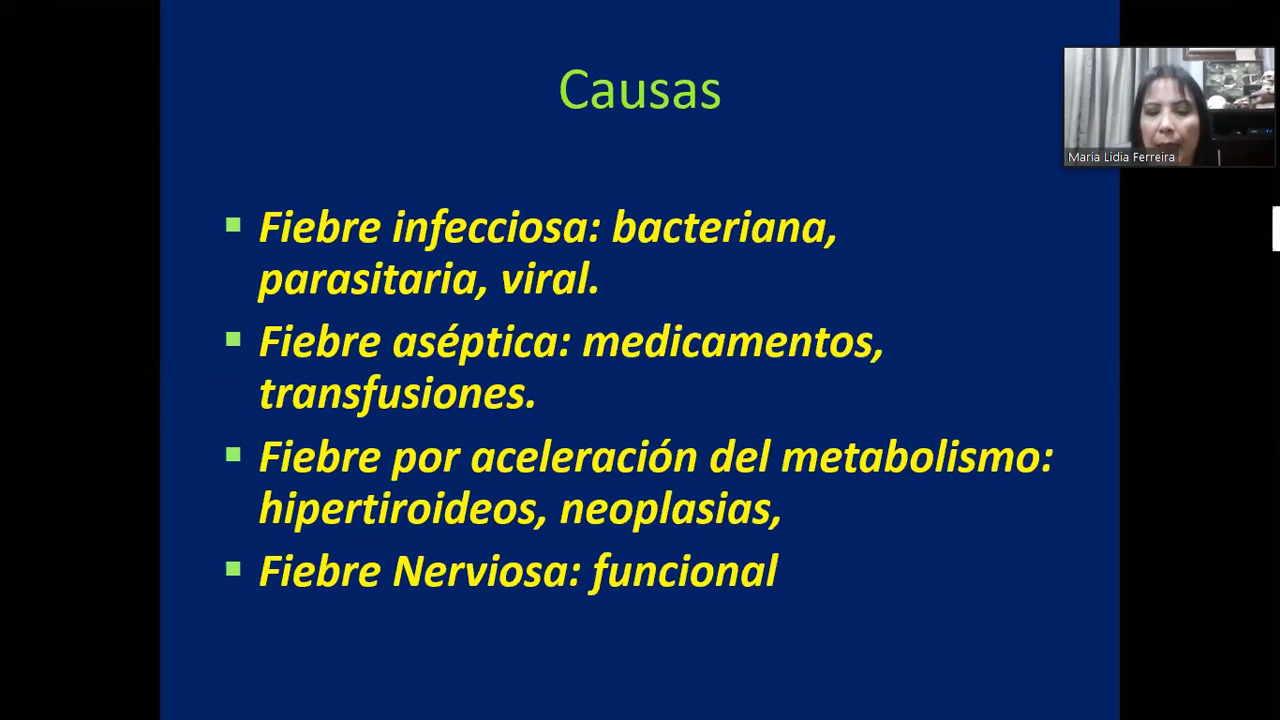 Causas
Maria Lidia Ferreira
Fiebre infecciosa: bacteriana,
parasitaria, viral.
Fiebre aséptica: medicamentos,
transfusiones.
Fiebre por aceleración del metabolismo:
hipertiroideos, neoplasias,
Fiebre Nerviosa: funcional